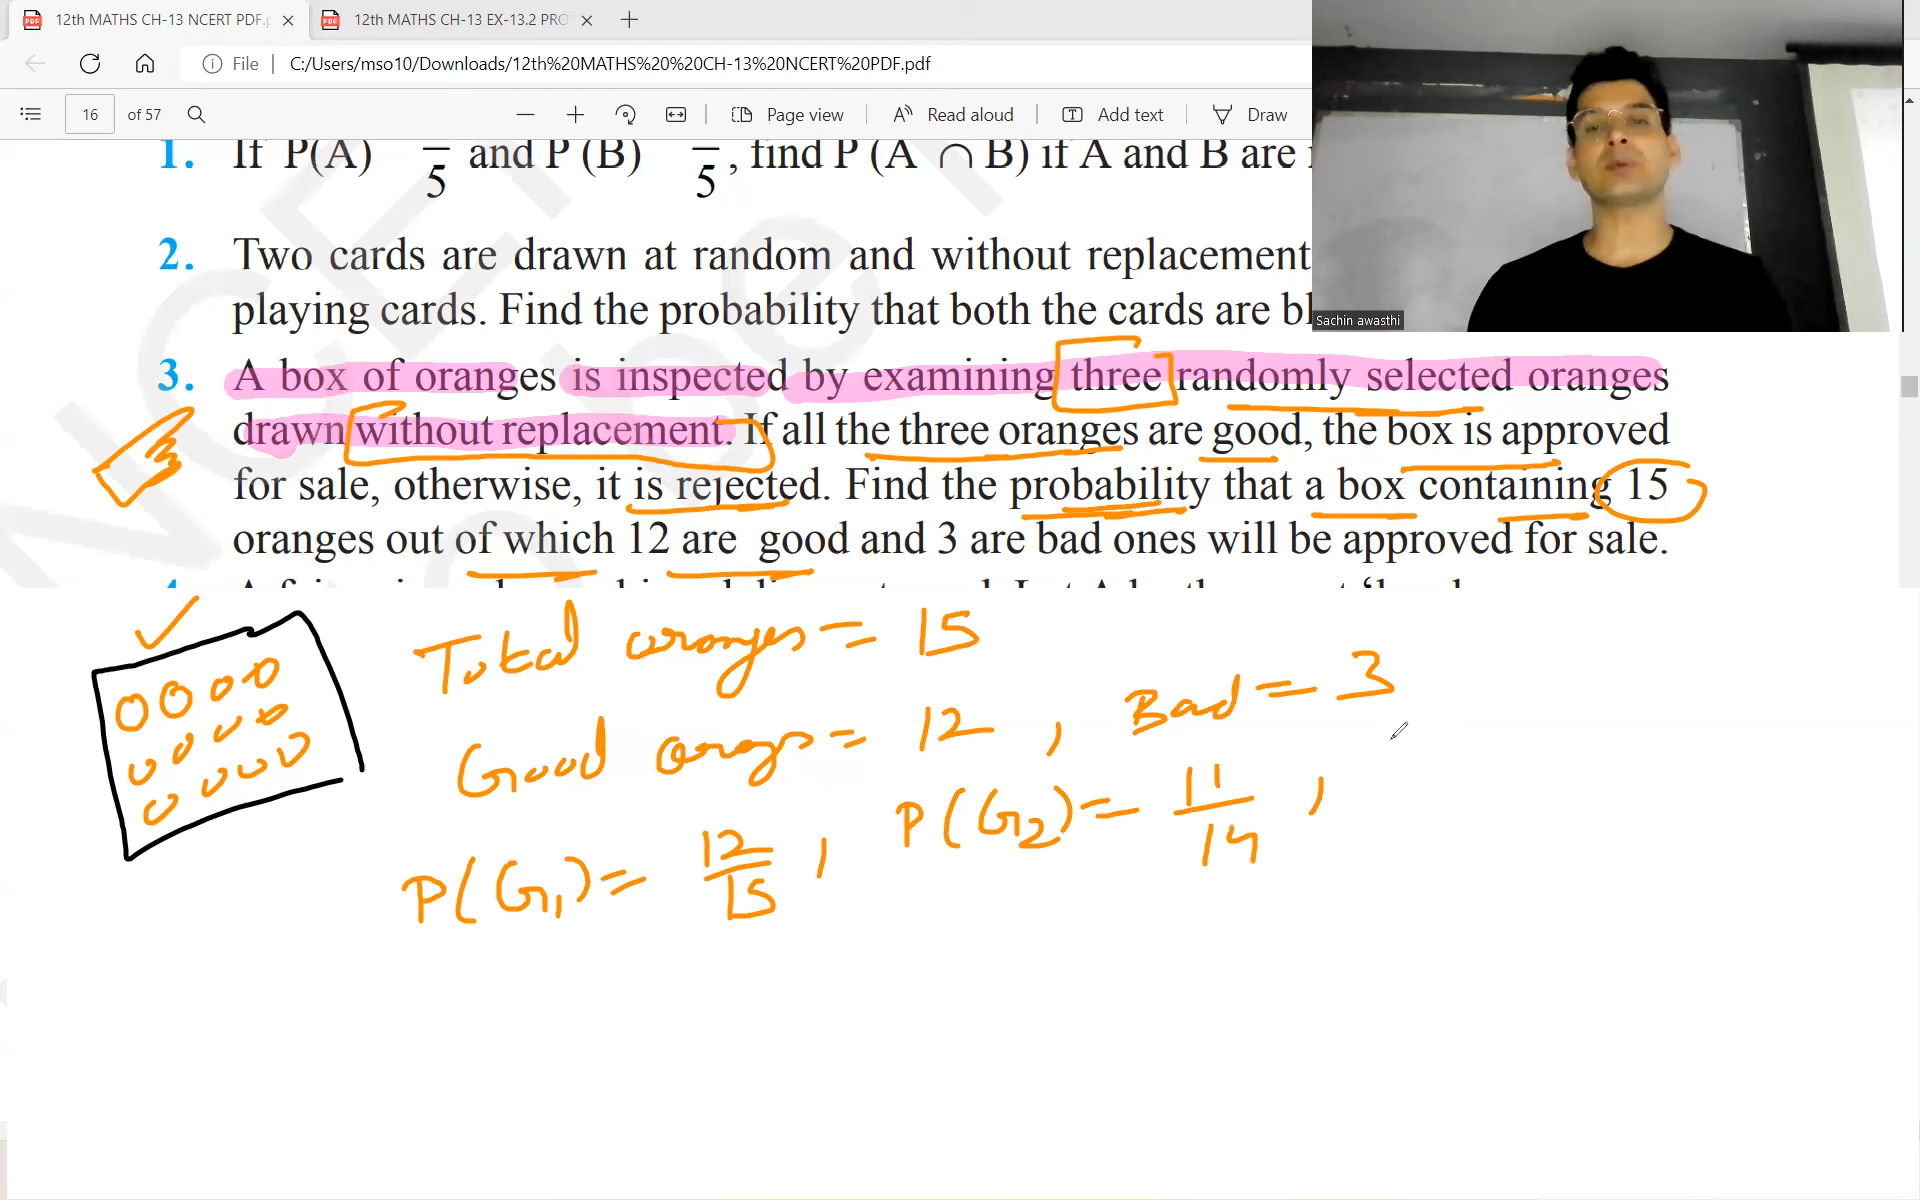 12th MATHS CH-13 NCERT PDF.p
12th MATHS CH-13 EX-13.2 PRO
File C:/Users/mso10/Downloads/12th%20MATHS%20%20CH-13%20NCERT%20PDF.pdf
16 of 57 Page view Read aloud Add text Draw
1. If P(A) 5 and P (B) 5, find P (A ∩ B) if A and B are
2. Two cards are drawn at random and without replacement
playing cards. Find the probability that both the cards are bl
Sachin awasthi
3. A box of oranges is inspected by examining three randomly selected oranges
drawn without replacement. If all the three oranges are good, the box is approved
for sale, otherwise, it is rejected. Find the probability that a box containing 15
oranges out of which 12 are good and 3 are bad ones will be approved for sale.
Total oranges = 15
Good oranges = 12 , Bad = 3
P(G1) = 12/15 , P(G2) = 11/14 ,